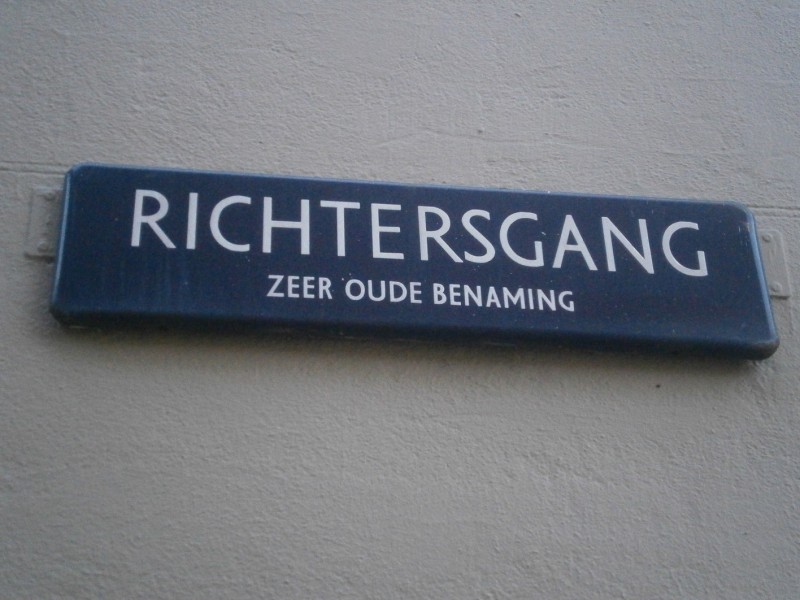 RICHTERSGANG
ZEER OUDE BENAMING